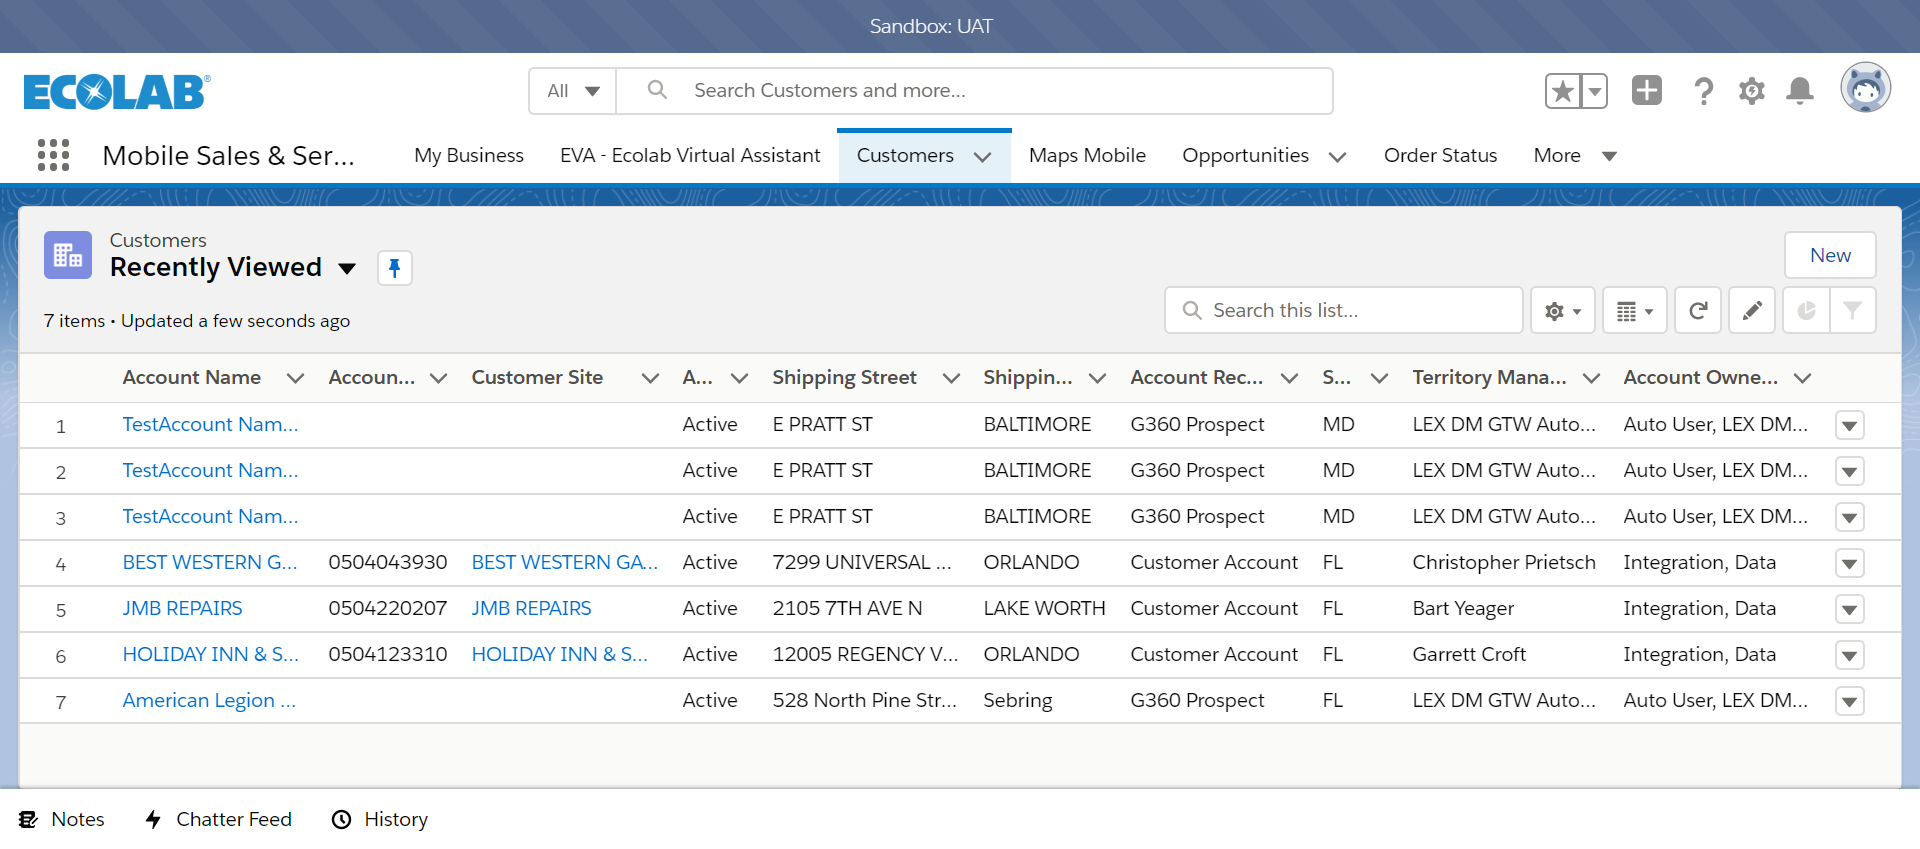 Sandbox: UAT
ECOLAB®
All
Search Customers and more...
Mobile Sales & Ser...
My Business
EVA - Ecolab Virtual Assistant
Customers
Maps Mobile
Opportunities
Order Status
More
Customers
Recently Viewed
New
7 items • Updated a few seconds ago
Search this list...
Account Name Accoun... Customer Site A... Shipping Street Shippin... Account Rec... S... Territory Mana... Account Owne...
1 TestAccount Nam... Active E PRATT ST BALTIMORE G360 Prospect MD LEX DM GTW Auto... Auto User, LEX DM...
2 TestAccount Nam... Active E PRATT ST BALTIMORE G360 Prospect MD LEX DM GTW Auto... Auto User, LEX DM...
3 TestAccount Nam... Active E PRATT ST BALTIMORE G360 Prospect MD LEX DM GTW Auto... Auto User, LEX DM...
4 BEST WESTERN G... 0504043930 BEST WESTERN GA... Active 7299 UNIVERSAL ... ORLANDO Customer Account FL Christopher Prietsch Integration, Data
5 JMB REPAIRS 0504220207 JMB REPAIRS Active 2105 7TH AVE N LAKE WORTH Customer Account FL Bart Yeager Integration, Data
6 HOLIDAY INN & S... 0504123310 HOLIDAY INN & S... Active 12005 REGENCY V... ORLANDO Customer Account FL Garrett Croft Integration, Data
7 American Legion ... Active 528 North Pine Str... Sebring G360 Prospect FL LEX DM GTW Auto... Auto User, LEX DM...
Notes
Chatter Feed
History